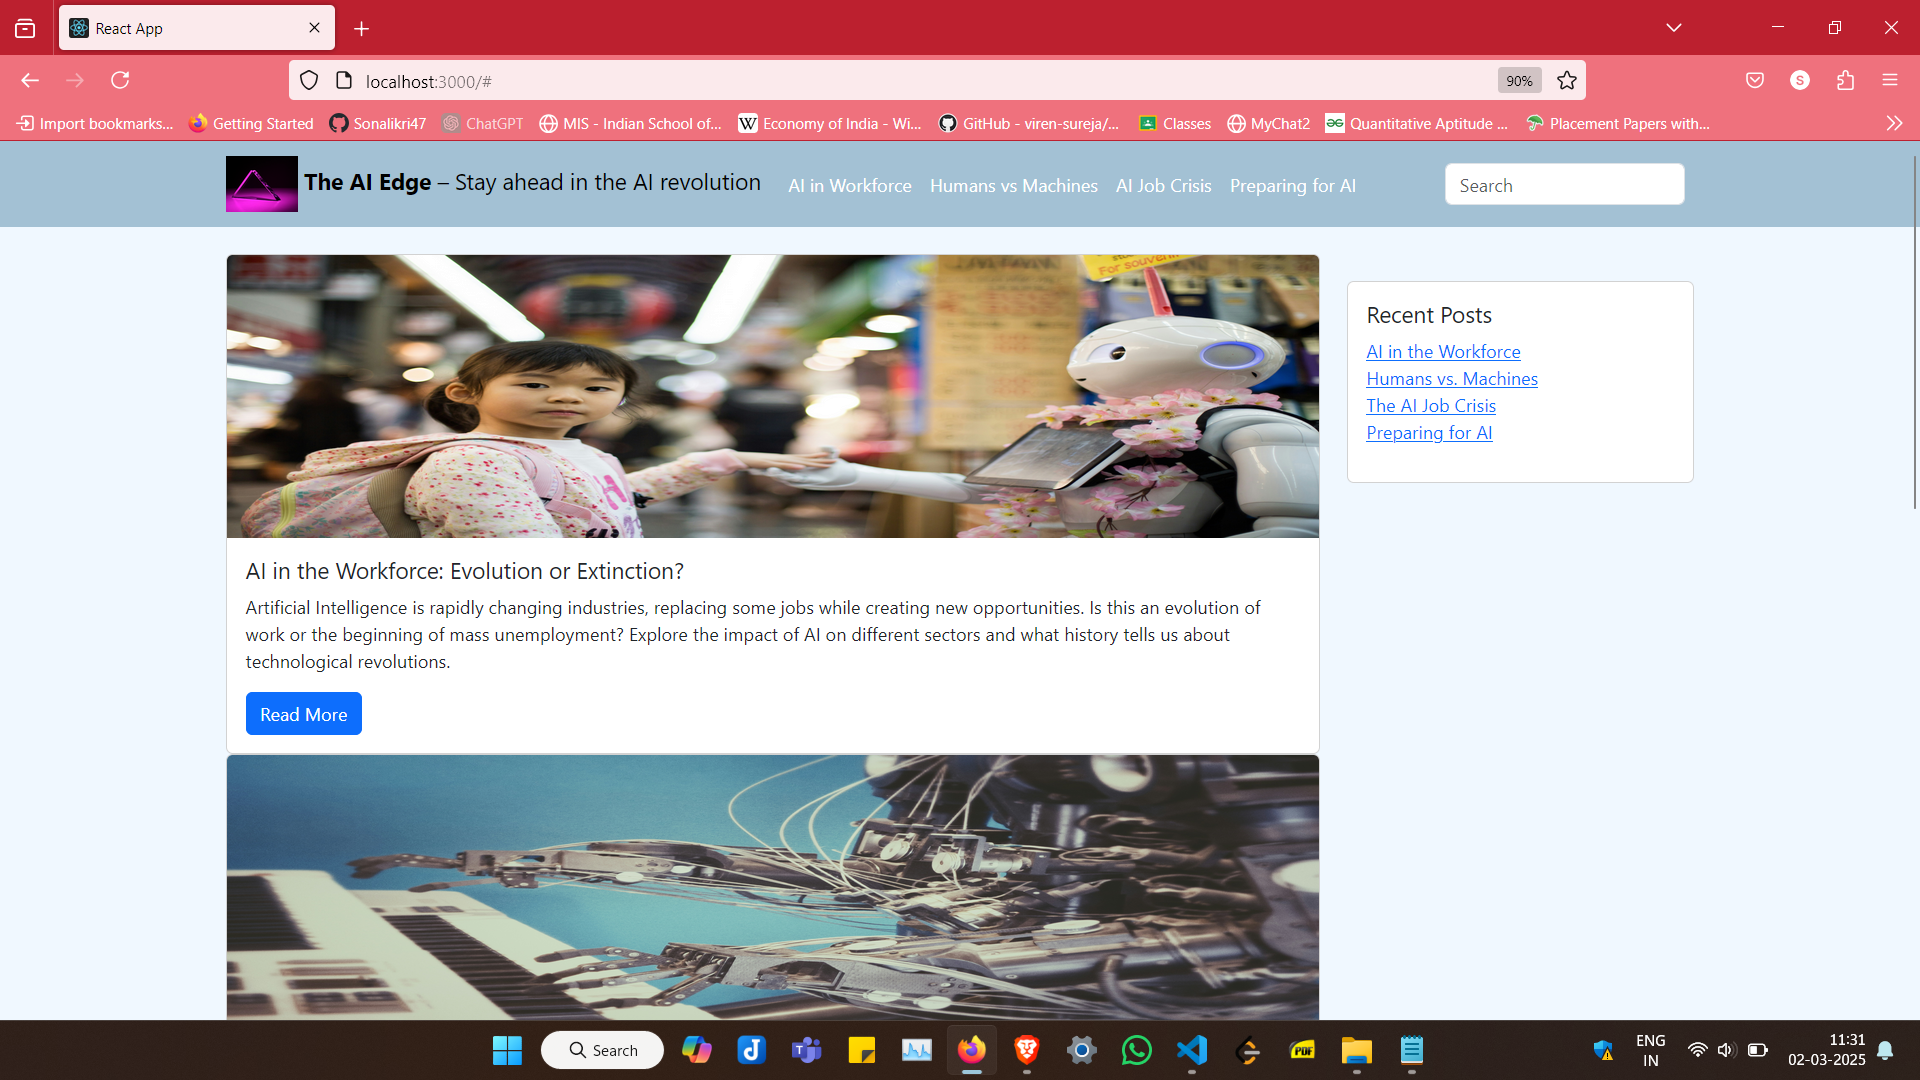 React App
localhost:3000/#
90%
S
Import bookmarks...
Getting Started
Sonalikri47
ChatGPT
MIS - Indian School of...
W
Economy of India - Wi...
GitHub - viren-sureja/...
Classes
MyChat2
Quantitative Aptitude ...
Placement Papers with...
The AI Edge – Stay ahead in the AI revolution
AI in Workforce
Humans vs Machines
AI Job Crisis
Preparing for AI
Search
For souvenir
Recent Posts
AI in the Workforce
Humans vs. Machines
The AI Job Crisis
Preparing for AI
AI in the Workforce: Evolution or Extinction?
Artificial Intelligence is rapidly changing industries, replacing some jobs while creating new opportunities. Is this an evolution of
work or the beginning of mass unemployment? Explore the impact of AI on different sectors and what history tells us about
technological revolutions.
Read More
Search
PDF
ENG
IN
11:31
02-03-2025